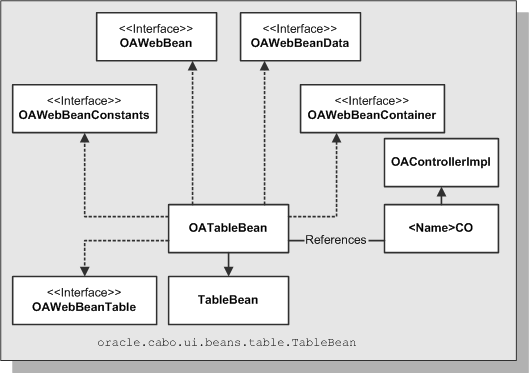 <<Interface>>
OAWebBean
<<Interface>>
OAWebBeanData
<<Interface>>
OAWebBeanConstants
<<Interface>>
OAWebBeanContainer
OAControllerImpl
OATableBean
References
<Name>CO
<<Interface>>
OAWebBeanTable
TableBean
oracle.cabo.ui.beans.table.TableBean